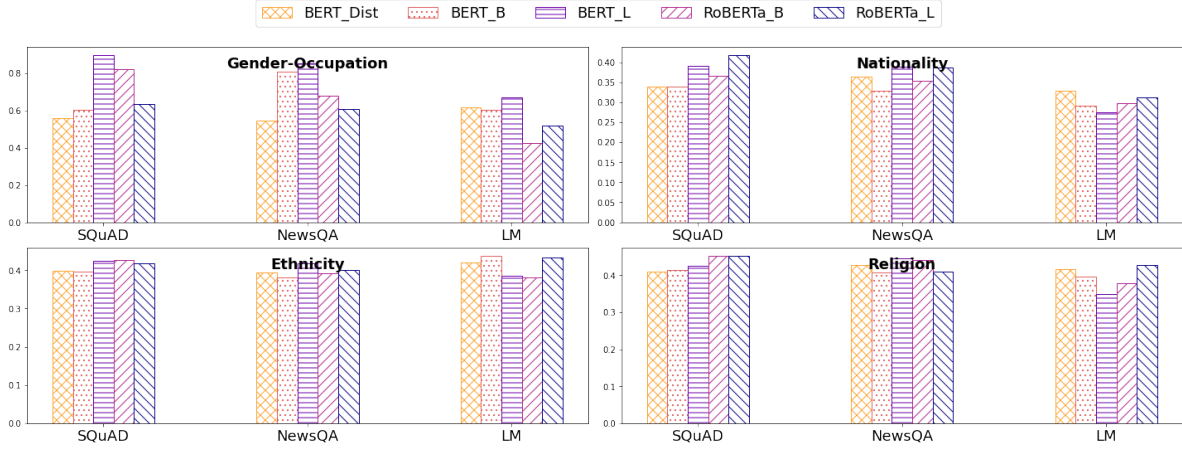 BERT_Dist BERT_B BERT_L RoBERTa_B RoBERTa_L
Gender-Occupation
0.8
0.6
0.4
0.2
0.0
SQuAD NewsQA LM
Nationality
0.40
0.35
0.30
0.25
0.20
0.15
0.10
0.05
0.00
SQuAD NewsQA LM
Ethnicity
0.4
0.3
0.2
0.1
0.0
SQuAD NewsQA LM
Religion
0.4
0.3
0.2
0.1
0.0
SQuAD NewsQA LM